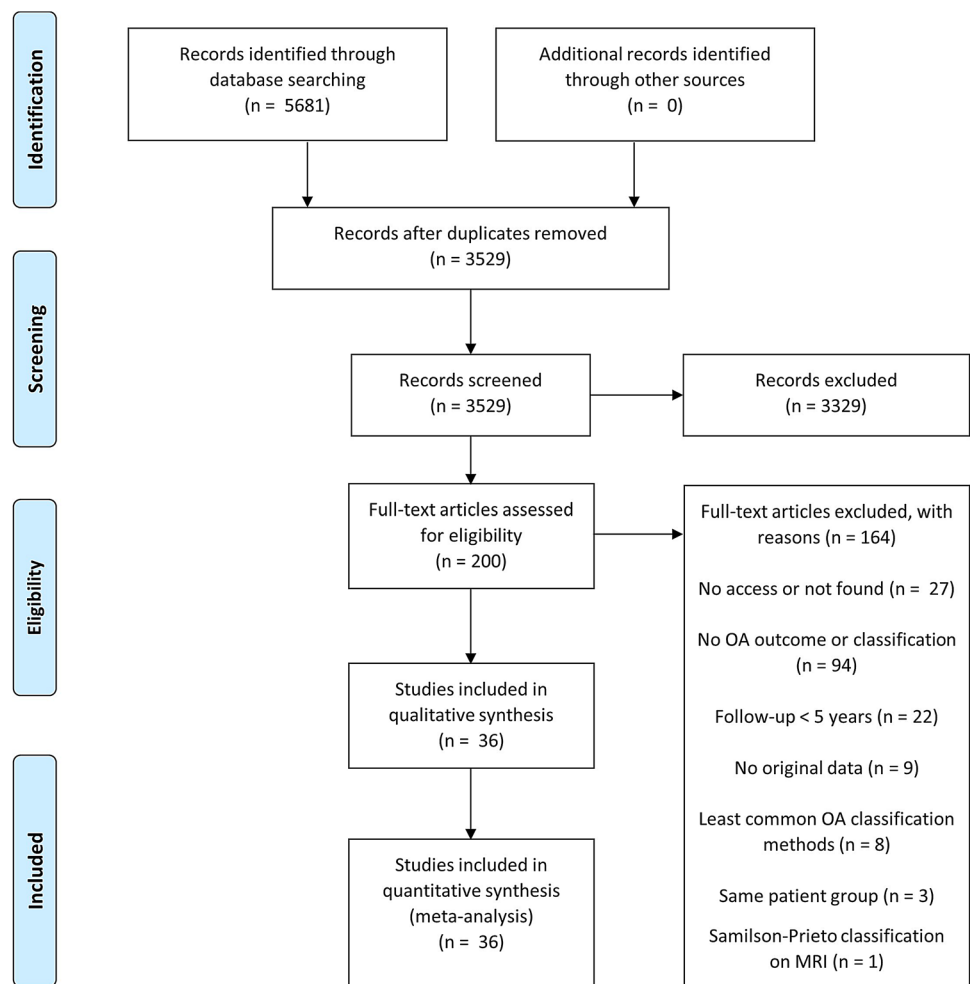 Identification
Records identified through
database searching
(n =  5681)
Additional records identified
through other sources
(n =  0)
Records after duplicates removed
(n = 3529)
Screening
Records screened
(n = 3529)
Records excluded
(n = 3329)
Eligibility
Full-text articles assessed
for eligibility
(n = 200)
Full-text articles excluded, with
reasons (n = 164)
No access or not found (n =  27)
No OA outcome or classification
(n = 94)
Follow-up < 5 years (n = 22)
No original data (n = 9)
Least common OA classification
methods (n = 8)
Same patient group (n = 3)
Samilson-Prieto classification
on MRI (n = 1)
Studies included in
qualitative synthesis
(n =  36)
Included
Studies included in
quantitative synthesis
(meta-analysis)
(n =  36)